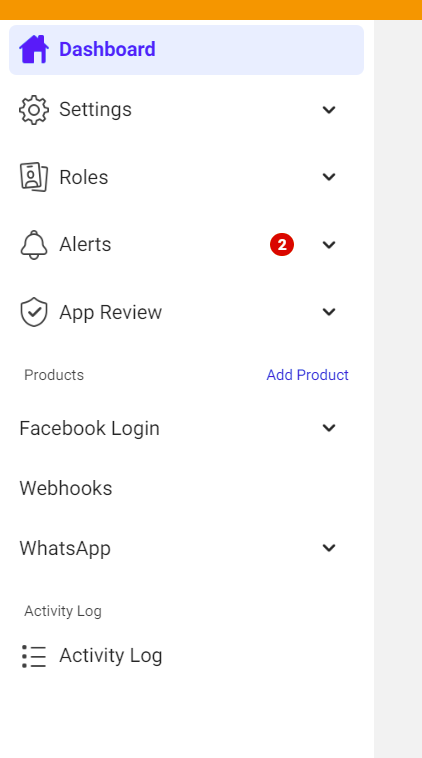 Dashboard
Settings
Roles
Alerts 2
App Review
Products Add Product
Facebook Login
Webhooks
WhatsApp
Activity Log
Activity Log